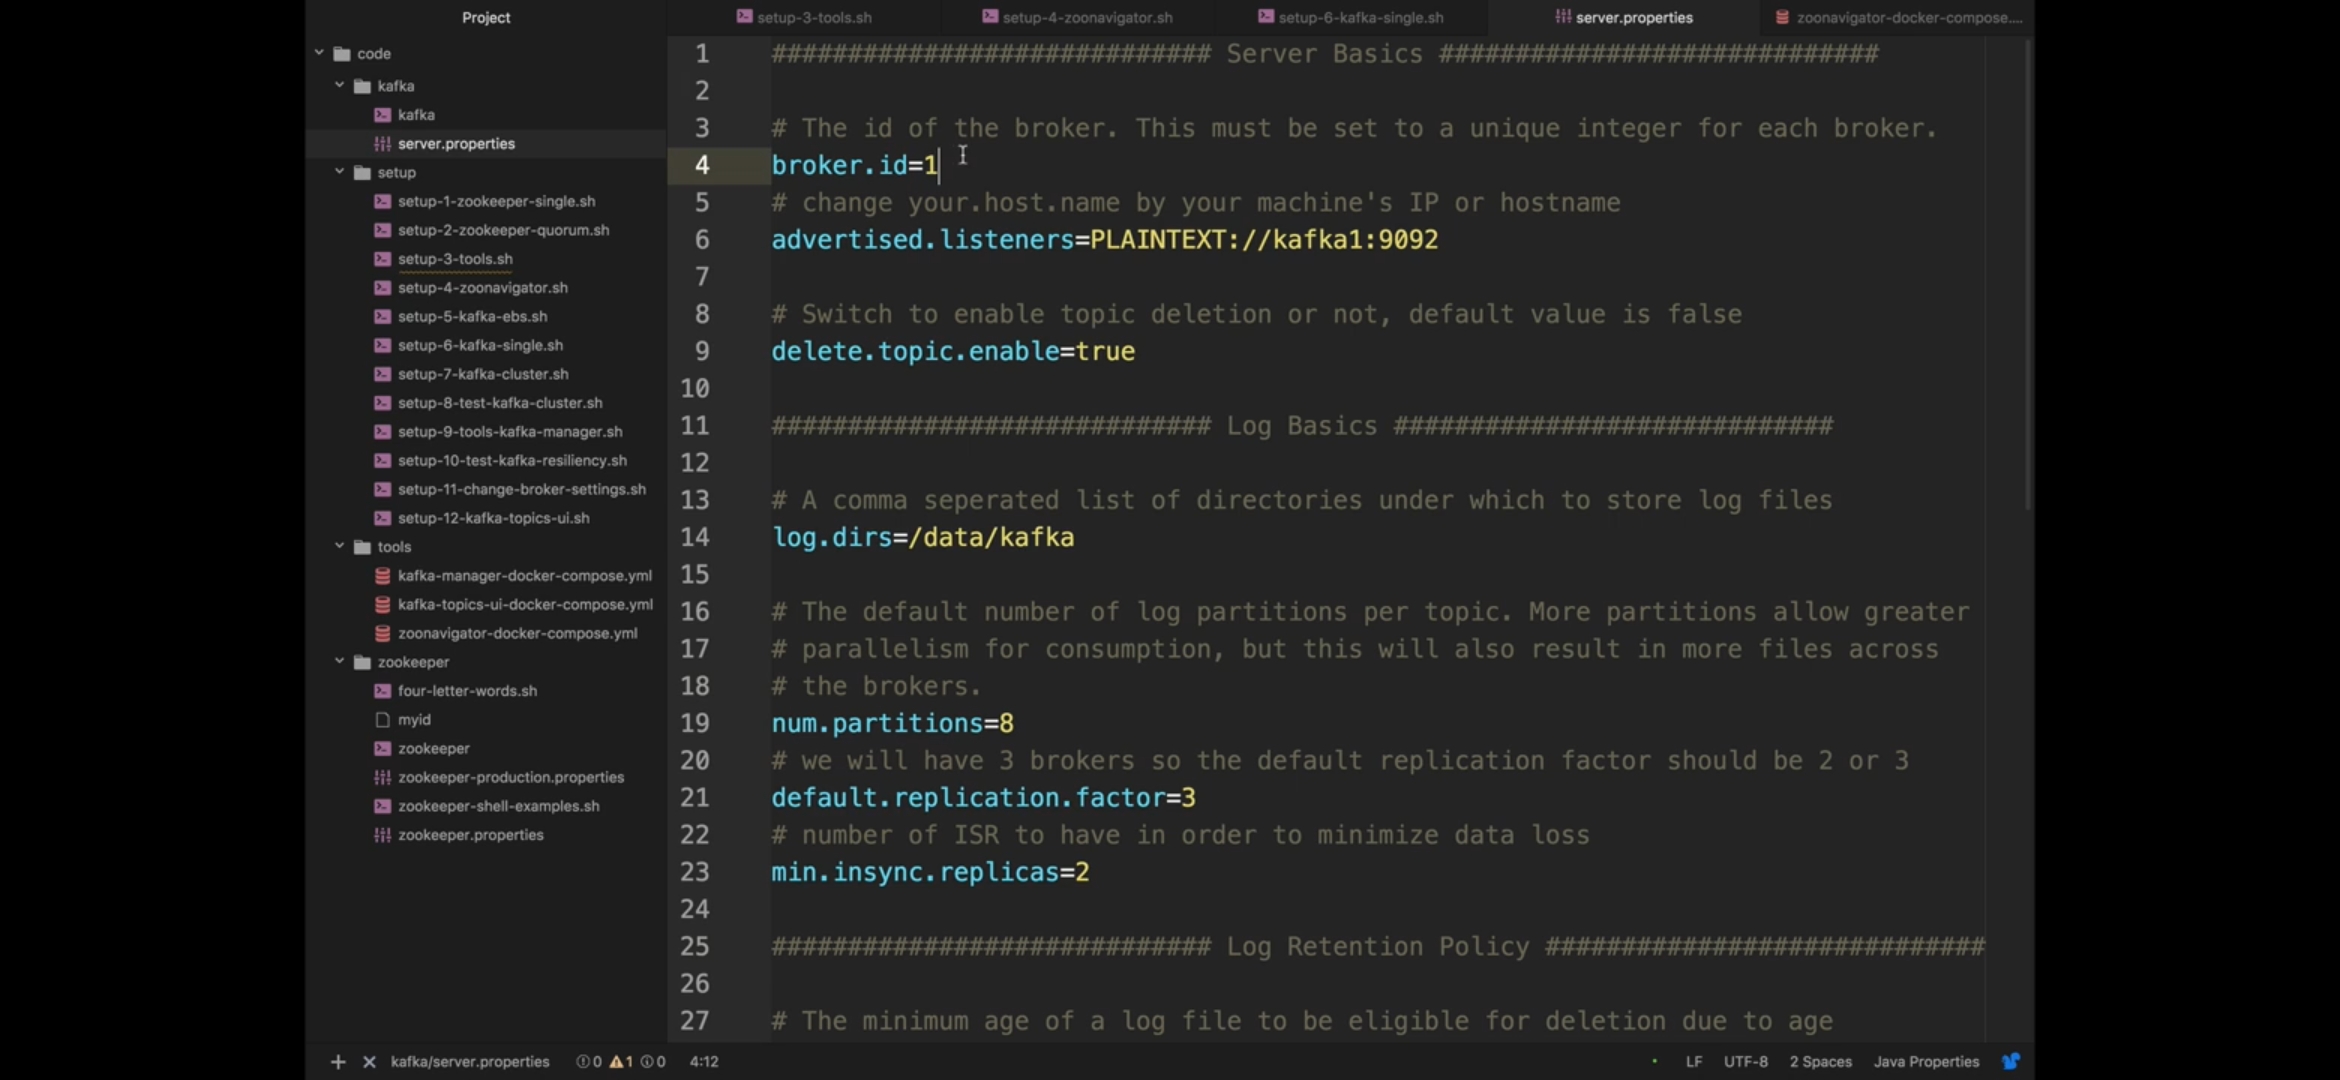 Project
code
kafka
kafka
server.properties
setup
setup-1-zookeeper-single.sh
setup-2-zookeeper-quorum.sh
setup-3-tools.sh
setup-4-zoonavigator.sh
setup-5-kafka-ebs.sh
setup-6-kafka-single.sh
setup-7-kafka-cluster.sh
setup-8-test-kafka-cluster.sh
setup-9-tools-kafka-manager.sh
setup-10-test-kafka-resiliency.sh
setup-11-change-broker-settings.sh
setup-12-kafka-topics-ui.sh
tools
kafka-manager-docker-compose.yml
kafka-topics-ui-docker-compose.yml
zoonavigator-docker-compose.yml
zookeeper
four-letter-words.sh
myid
zookeeper
zookeeper-production.properties
zookeeper-shell-examples.sh
zookeeper.properties
setup-3-tools.sh setup-4-zoonavigator.sh setup-6-kafka-single.sh server.properties zoonavigator-docker-compose....
1 ############################# Server Basics #############################
2
3 # The id of the broker. This must be set to a unique integer for each broker.
4 broker.id=1
5 # change your.host.name by your machine's IP or hostname
6 advertised.listeners=PLAINTEXT://kafka1:9092
7
8 # Switch to enable topic deletion or not, default value is false
9 delete.topic.enable=true
10
11 ############################# Log Basics #############################
12
13 # A comma seperated list of directories under which to store log files
14 log.dirs=/data/kafka
15
16 # The default number of log partitions per topic. More partitions allow greater
17 # parallelism for consumption, but this will also result in more files across
18 # the brokers.
19 num.partitions=8
20 # we will have 3 brokers so the default replication factor should be 2 or 3
21 default.replication.factor=3
22 # number of ISR to have in order to minimize data loss
23 min.insync.replicas=2
24
25 ############################# Log Retention Policy #############################
26
27 # The minimum age of a log file to be eligible for deletion due to age
kafka/server.properties 0 1 0 4:12 LF UTF-8 2 Spaces Java Properties